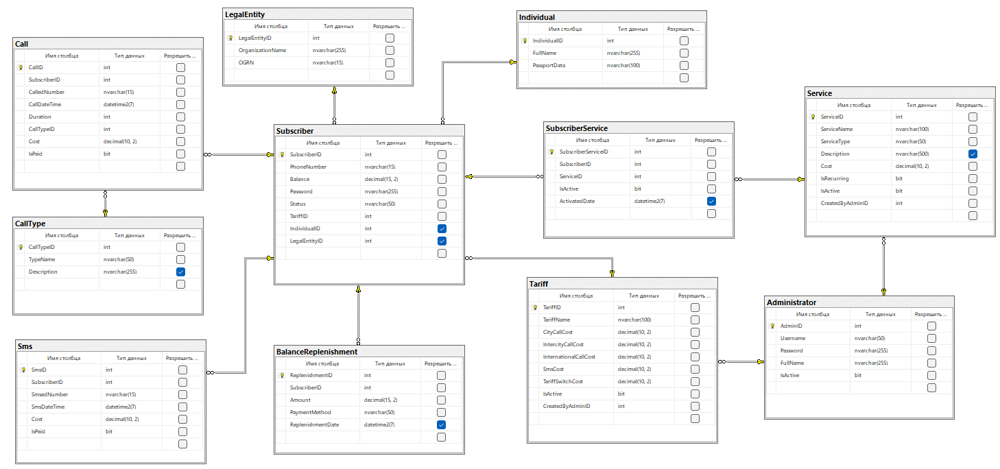 LegalEntity
Имя столбца Тип данных Разрешить ...
LegalEntityID int
OrganizationName nvarchar(255)
OGRN nvarchar(15)
Individual
Имя столбца Тип данных Разрешить ...
IndividualID int
FullName nvarchar(255)
PassportData nvarchar(100)
Call
Имя столбца Тип данных Разрешить ...
CallID int
SubscriberID int
CalledNumber nvarchar(15)
CallDateTime datetime2(7)
Duration int
CallTypeID int
Cost decimal(10, 2)
IsPaid bit
Service
Имя столбца Тип данных Разрешить ...
ServiceID int
ServiceName nvarchar(100)
ServiceType nvarchar(50)
Description nvarchar(500)
Cost decimal(10, 2)
IsRecurring bit
IsActive bit
CreatedByAdminID int
Subscriber
Имя столбца Тип данных Разрешить ...
SubscriberID int
PhoneNumber nvarchar(15)
Balance decimal(15, 2)
Password nvarchar(255)
Status nvarchar(50)
TariffID int
IndividualID int
LegalEntityID int
SubscriberService
Имя столбца Тип данных Разрешить ...
SubscriberServiceID int
SubscriberID int
ServiceID int
IsActive bit
ActivatedDate datetime2(7)
CallType
Имя столбца Тип данных Разрешить ...
CallTypeID int
TypeName nvarchar(50)
Description nvarchar(255)
Tariff
Имя столбца Тип данных Разрешить ...
TariffID int
TariffName nvarchar(100)
CityCallCost decimal(10, 2)
IntercityCallCost decimal(10, 2)
InternationalCallCost decimal(10, 2)
SmsCost decimal(10, 2)
TariffSwitchCost decimal(10, 2)
IsActive bit
CreatedByAdminID int
Administrator
Имя столбца Тип данных Разрешить ...
AdminID int
Username nvarchar(50)
Password nvarchar(255)
FullName nvarchar(255)
IsActive bit
Sms
Имя столбца Тип данных Разрешить ...
SmsID int
SubscriberID int
SmsedNumber nvarchar(15)
SmsDateTime datetime2(7)
Cost decimal(10, 2)
IsPaid bit
BalanceReplenishment
Имя столбца Тип данных Разрешить ...
ReplenishmentID int
SubscriberID int
Amount decimal(15, 2)
PaymentMethod nvarchar(50)
ReplenishmentDate datetime2(7)